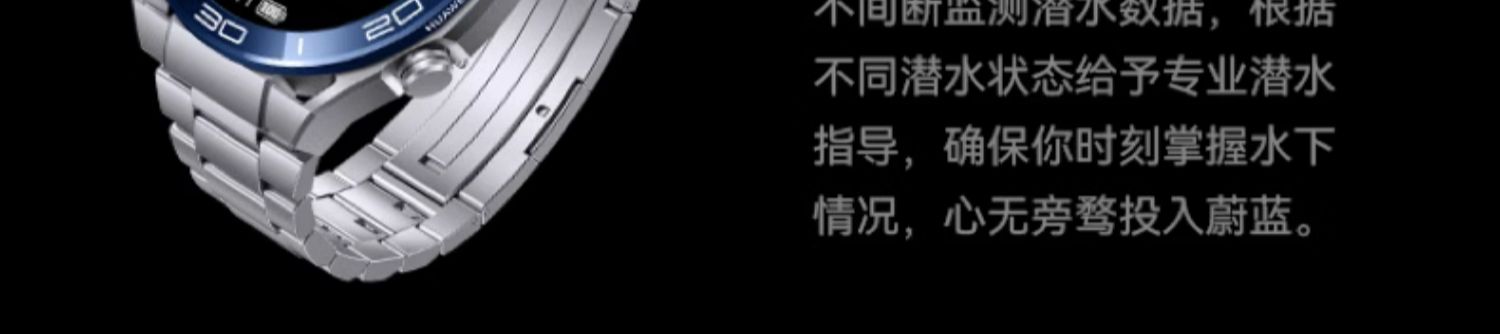 30
20
HUAWEI
不间断监测潜水数据，根据
不同潜水状态给予专业潜水
指导，确保你时刻掌握水下
情况，心无旁骛投入蔚蓝。